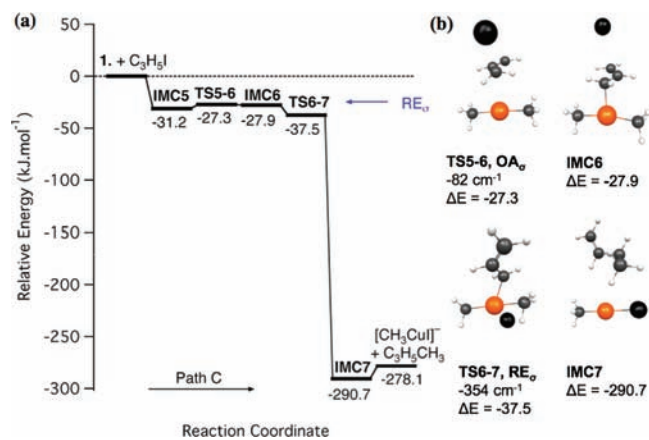 (a)
50
0
-50
-100
-150
-200
-250
-300
Relative Energy (kJ.mol⁻¹)
1. + C₃H₅I
IMC5
-31.2
TS5-6
-27.3
IMC6
-27.9
TS6-7
-37.5
REσ
IMC7
-290.7
[CH₃CuI]⁻
+ C₃H₅CH₃
-278.1
Path C
Reaction Coordinate
(b)
TS5-6, OAσ
-82 cm⁻¹
ΔE = -27.3
IMC6
ΔE = -27.9
TS6-7, REσ
-354 cm⁻¹
ΔE = -37.5
IMC7
ΔE = -290.7